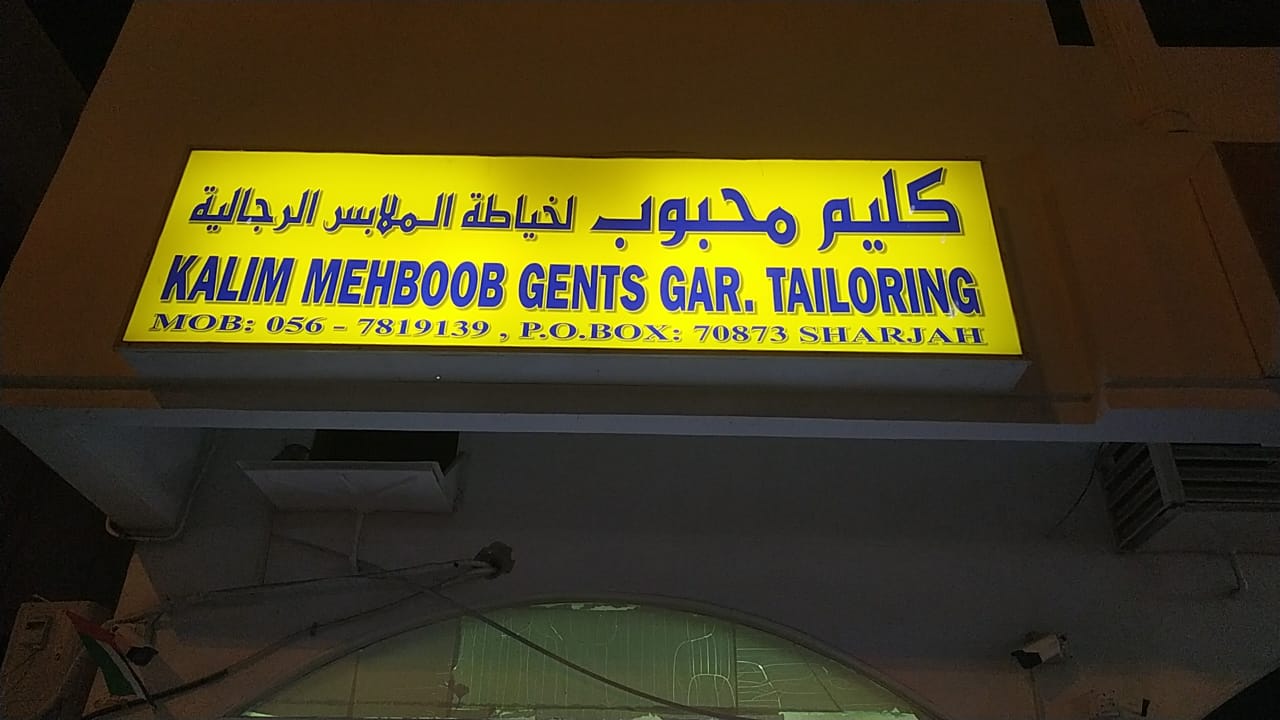 كليم محبوب لخياطة الملابس الرجالية
KALIM MEHBOOB GENTS GAR. TAILORING
MOB: 056 - 7819139 , P.O.BOX: 70873 SHARJAH